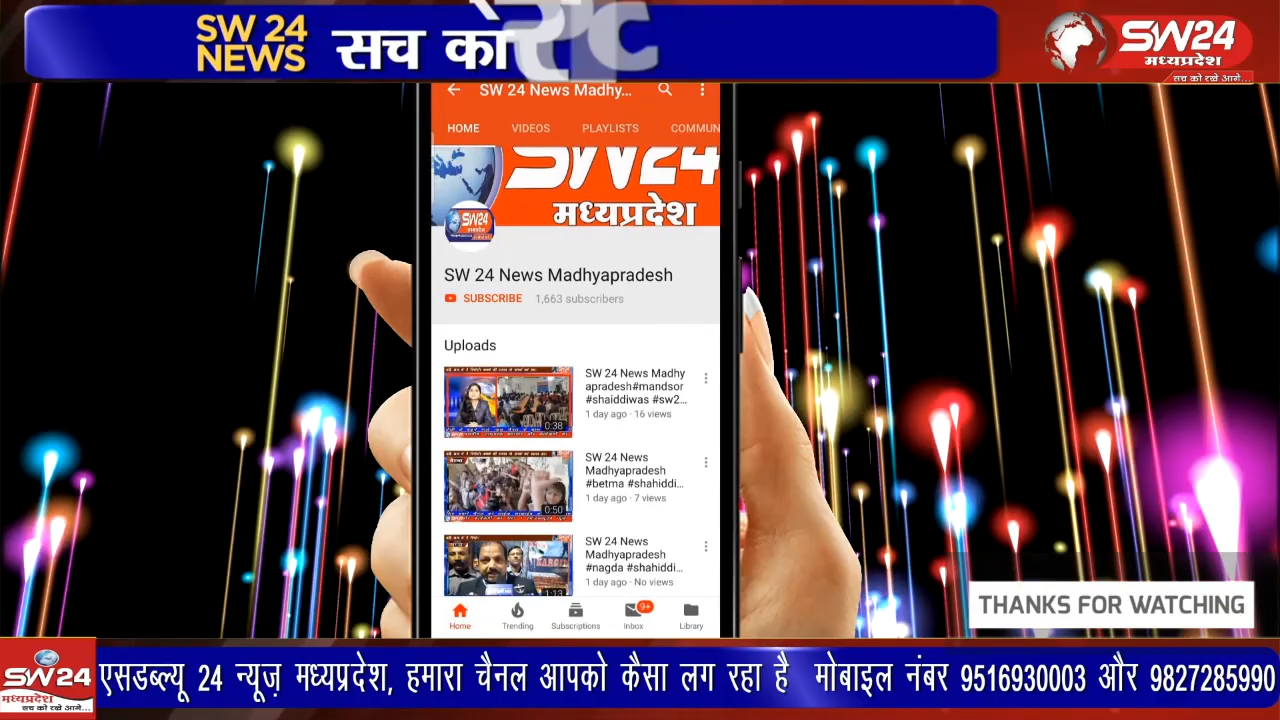 SW 24
NEWS
सच को
SW24
मध्यप्रदेश
सच को रखे आगे...
SW 24 News Madhy...
HOME VIDEOS PLAYLISTS COMMUN
SW24
मध्यप्रदेश
SW24
SW 24 News Madhyapradesh
SUBSCRIBE 1,663 subscribers
Uploads
SW 24 News Madhy
apradesh#mandsor
#shaiddiwas #sw2...
1 day ago · 16 views
0:38
SW 24 News
Madhyapradesh
#betma #shahiddi...
1 day ago · 7 views
0:50
SW 24 News
Madhyapradesh
#nagda #shahiddi...
1 day ago · No views
1:13
9+
Home Trending Subscriptions Inbox Library
THANKS FOR WATCHING
SW24
मध्यप्रदेश
सच को रखे आगे...
एसडब्ल्यू 24 न्यूज़ मध्यप्रदेश, हमारा चैनल आपको कैसा लग रहा है मोबाइल नंबर 9516930003 और 9827285990